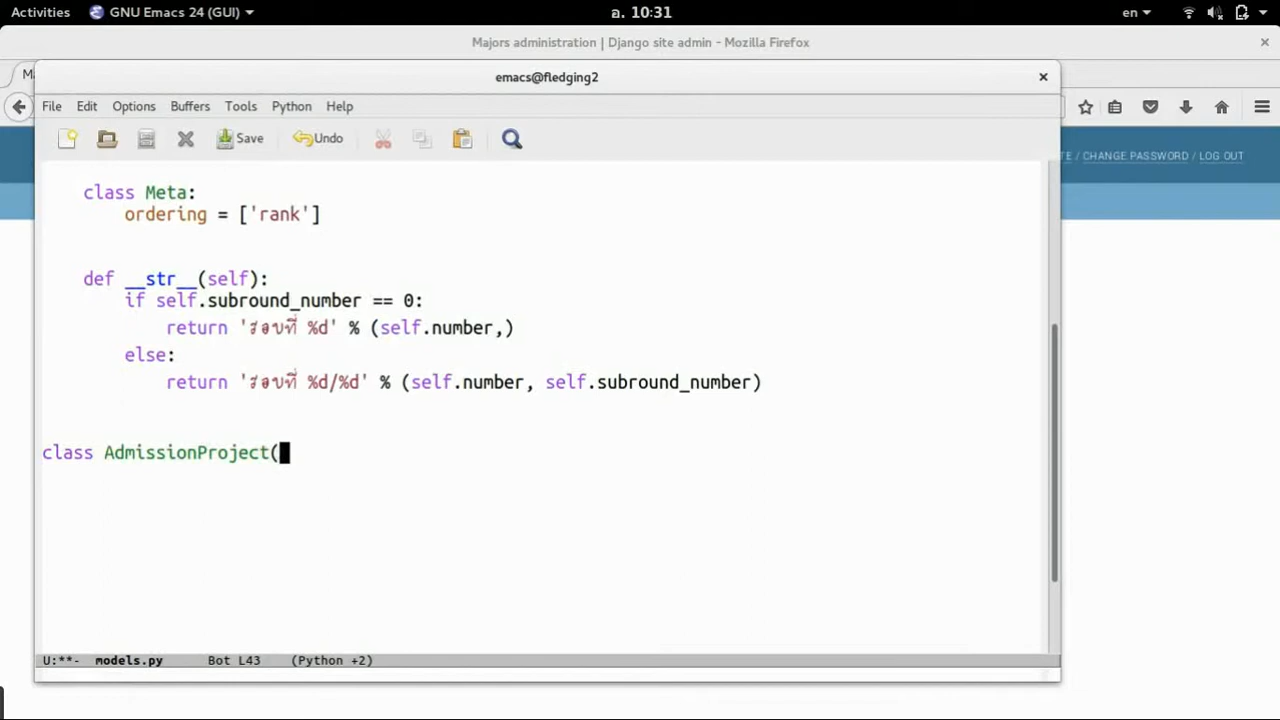 Activities GNU Emacs 24 (GUI) อ. 10:31 en
Majors administration | Django site admin - Mozilla Firefox
emacs@fledging2
File Edit Options Buffers Tools Python Help
Save Undo
/ CHANGE PASSWORD / LOG OUT
class Meta:
ordering = ['rank']
def __str__(self):
if self.subround_number == 0:
return 'รอบที่ %d' % (self.number,)
else:
return 'รอบที่ %d/%d' % (self.number, self.subround_number)
class AdmissionProject(
U:**- models.py Bot L43 (Python +2)